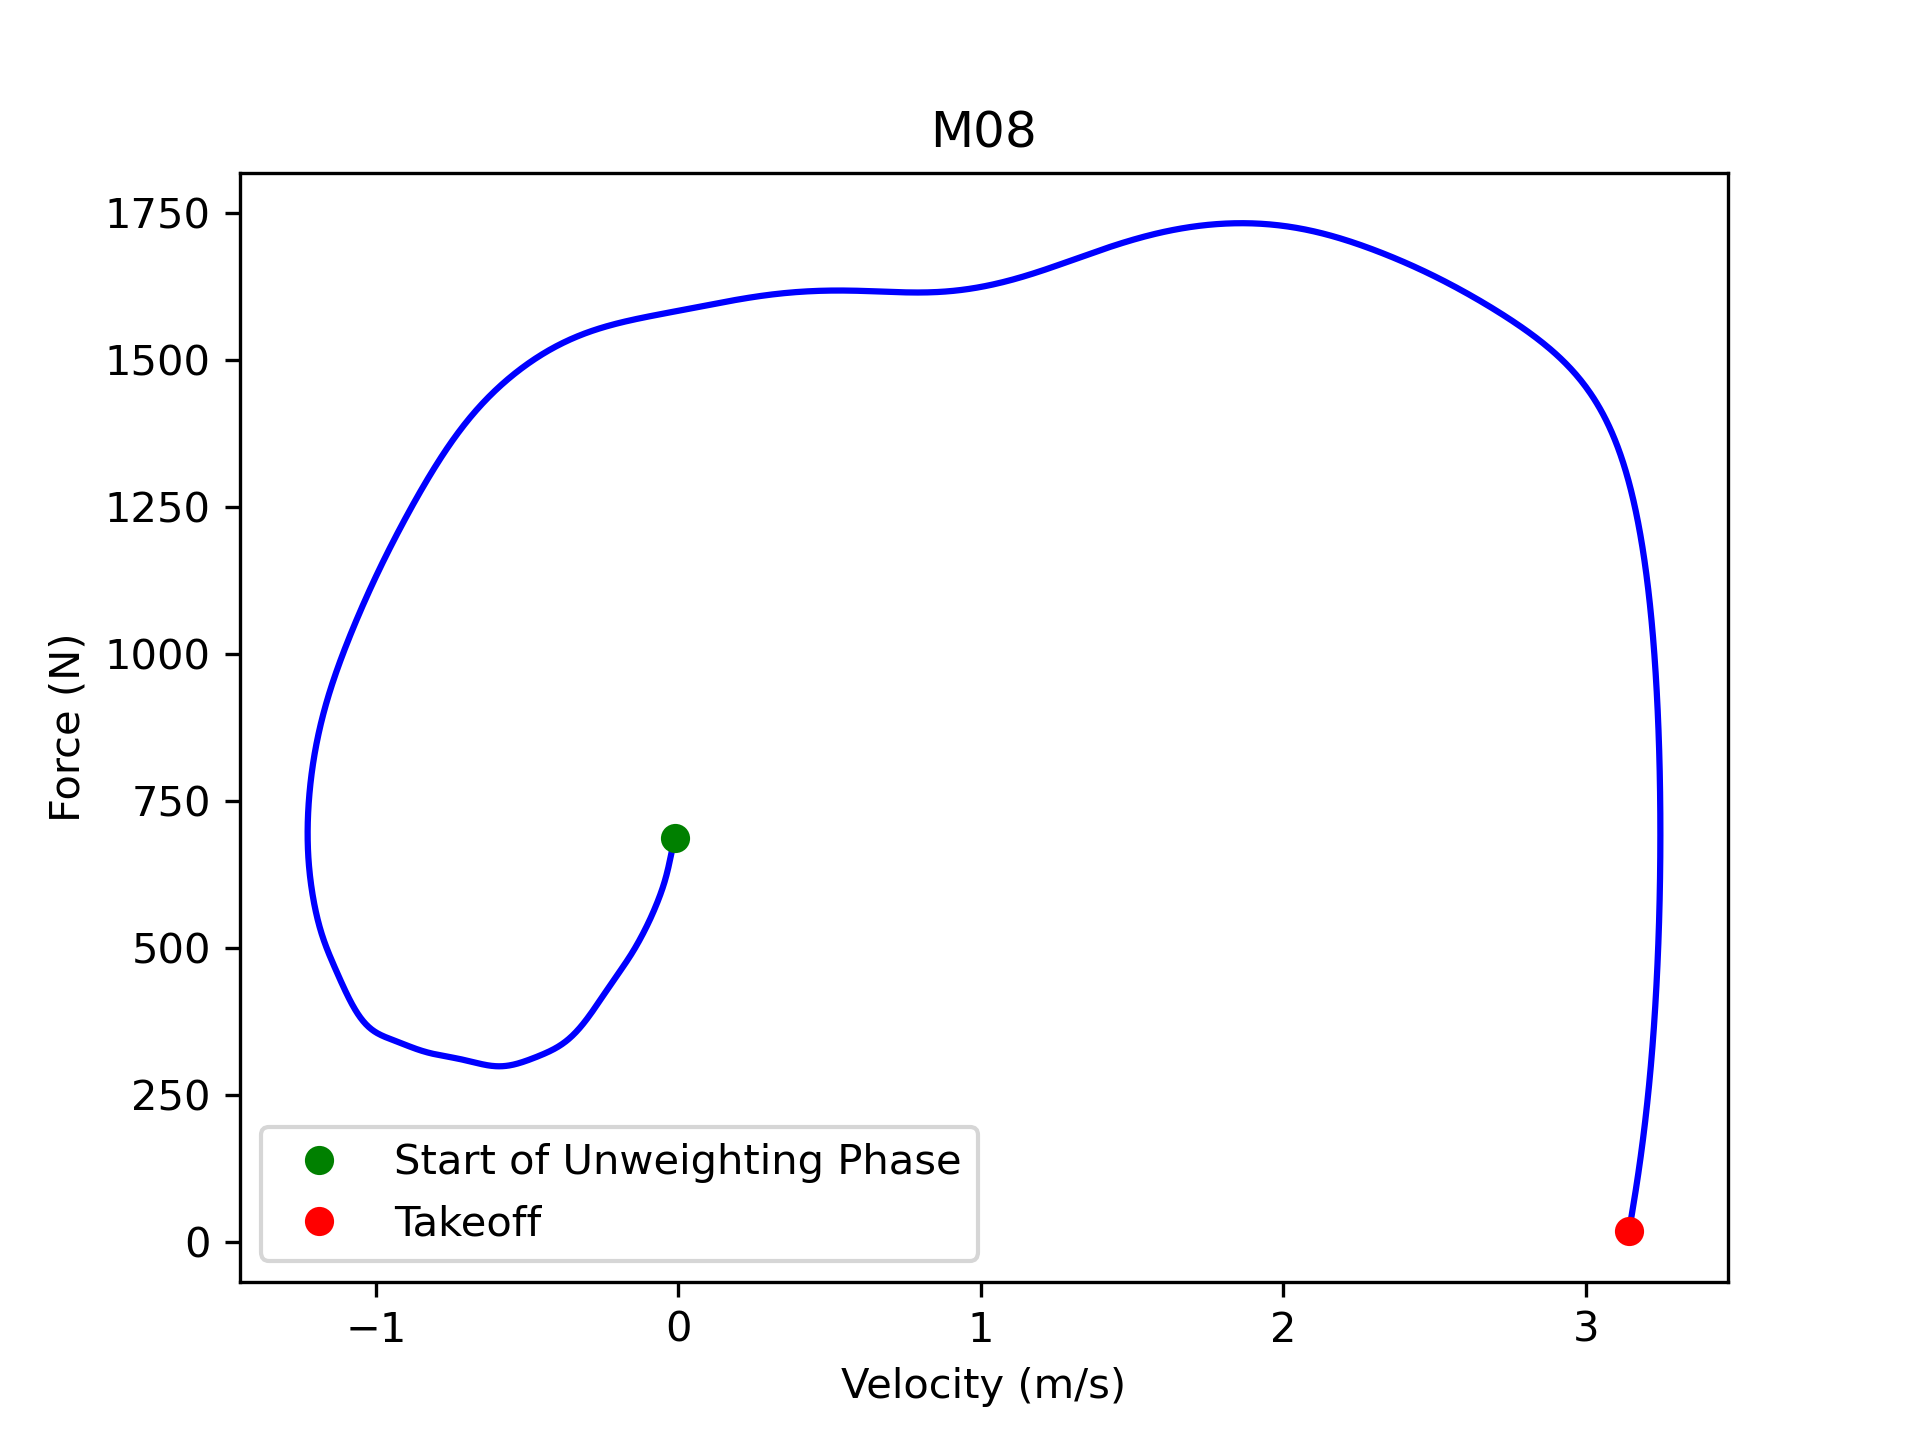 M08
1750
1500
1250
1000
750
500
250
0
Force (N)
Start of Unweighting Phase
Takeoff
−1 0 1 2 3
Velocity (m/s)